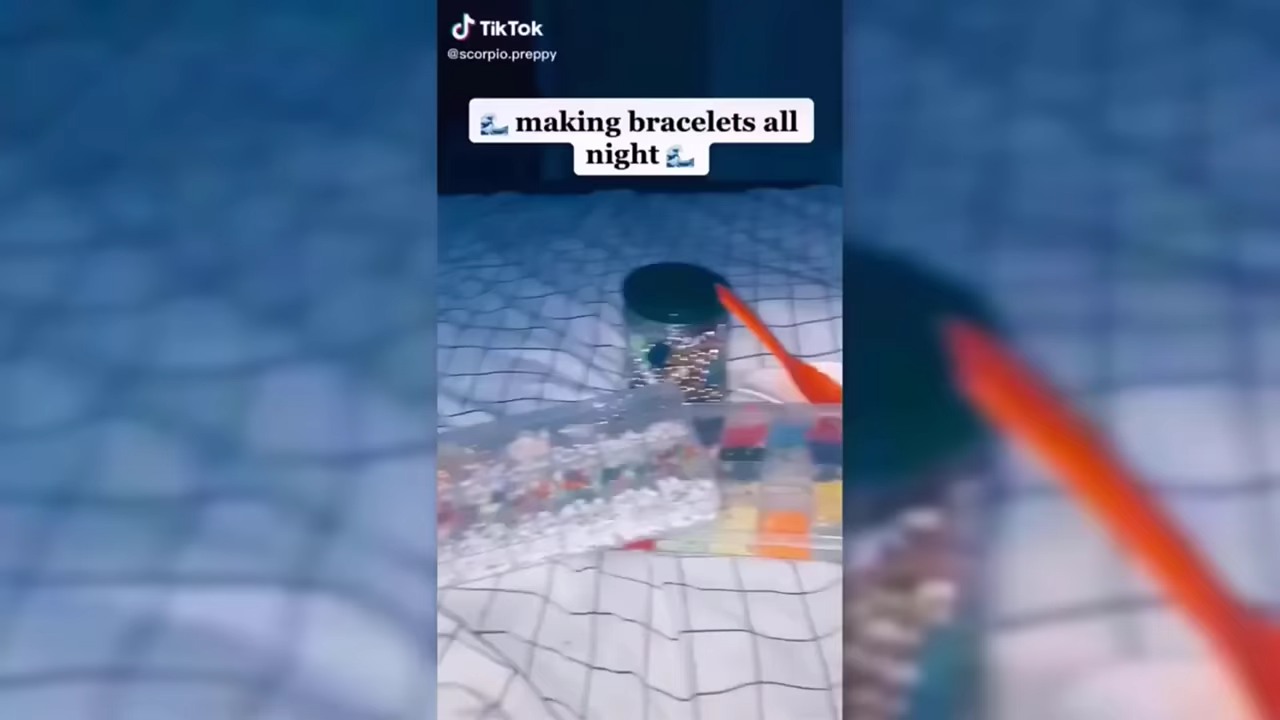 TikTok
@scorpio.preppy
🌊 making bracelets all
night 🌊